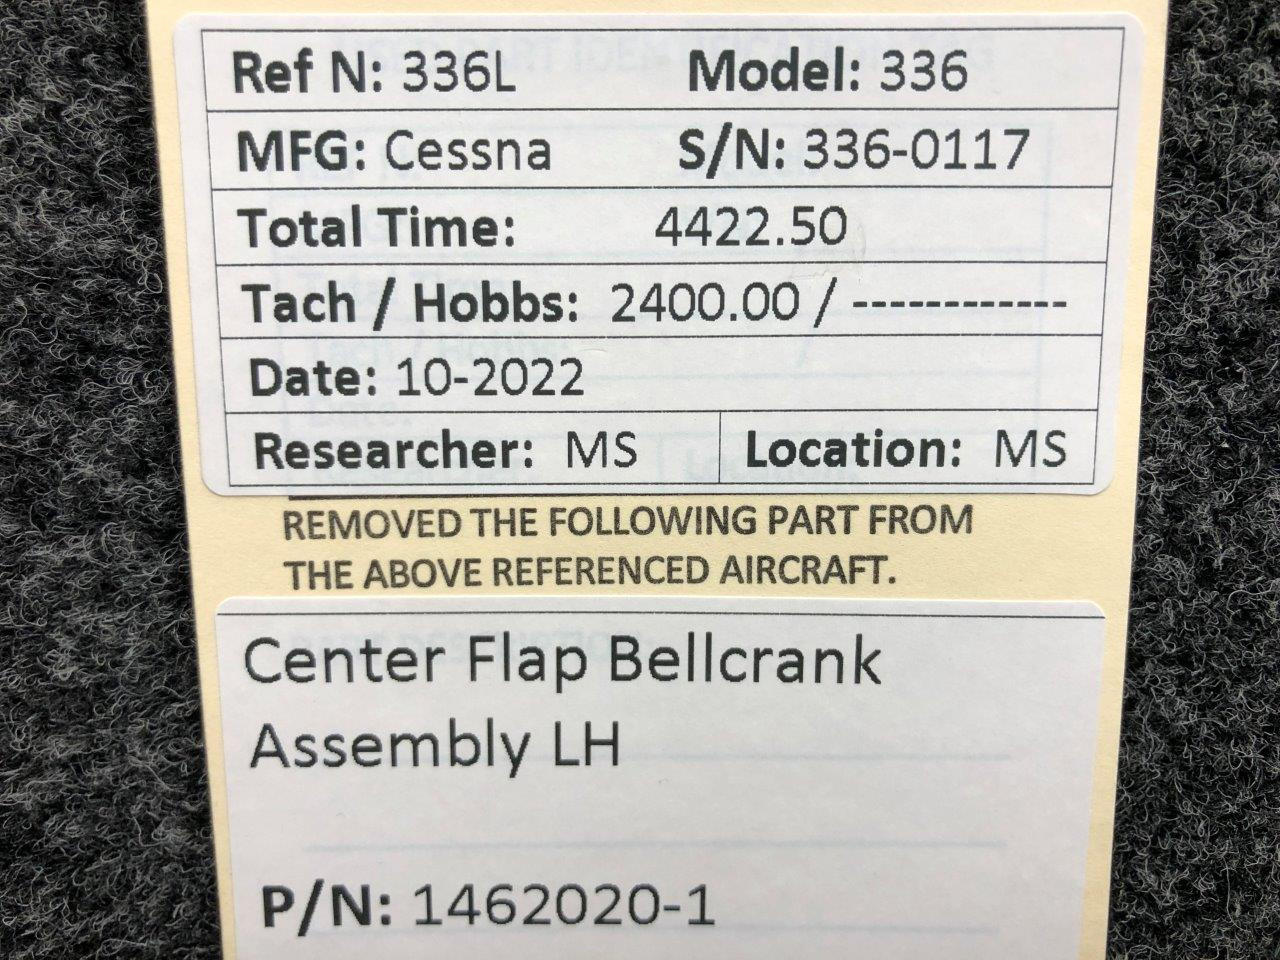 Ref N: 336L Model: 336
MFG: Cessna S/N: 336-0117
Total Time: 4422.50
Tach / Hobbs: 2400.00 / ------------
Date: 10-2022
Researcher: MS Location: MS
REMOVED THE FOLLOWING PART FROM
THE ABOVE REFERENCED AIRCRAFT.
Center Flap Bellcrank
Assembly LH
P/N: 1462020-1